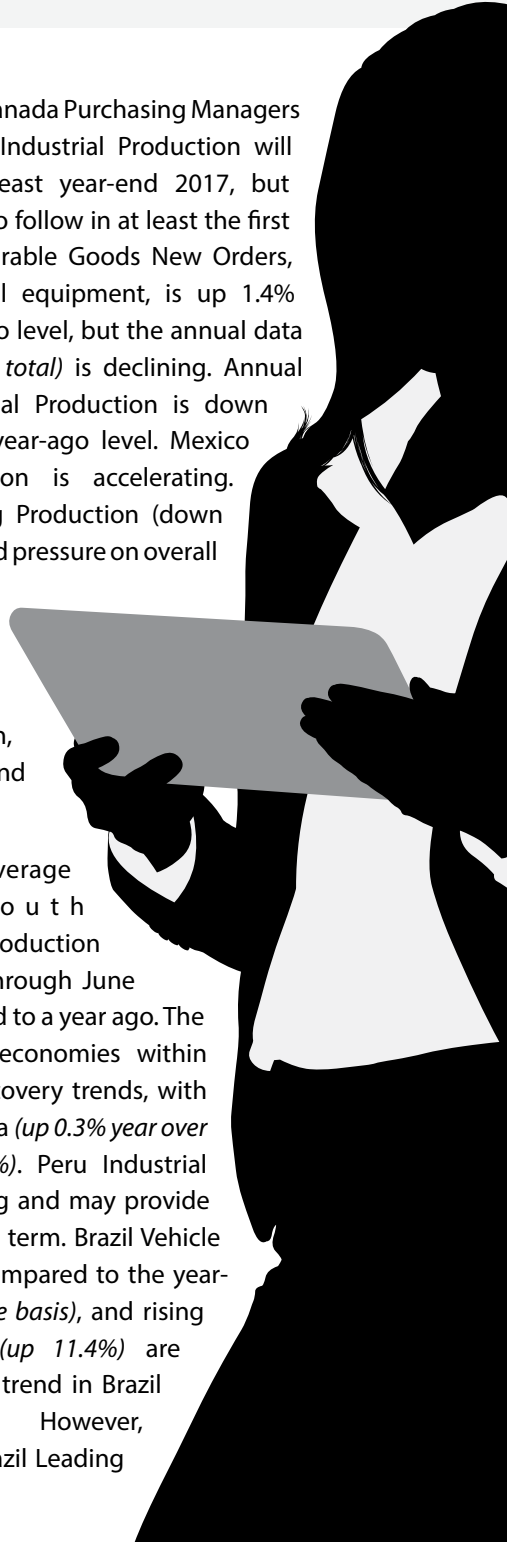 anada Purchasing Managers
Industrial Production will
east year-end 2017, but
o follow in at least the first
rable Goods New Orders,
l equipment, is up 1.4%
o level, but the annual data
total) is declining. Annual
al Production is down
year-ago level. Mexico
on is accelerating.
g Production (down
d pressure on overall
n,
nd
verage
o u t h
oduction
hrough June
d to a year ago. The
economies within
overy trends, with
a (up 0.3% year over
%). Peru Industrial
g and may provide
term. Brazil Vehicle
ompared to the year-
e basis), and rising
(up 11.4%) are
trend in Brazil
However,
azil Leading